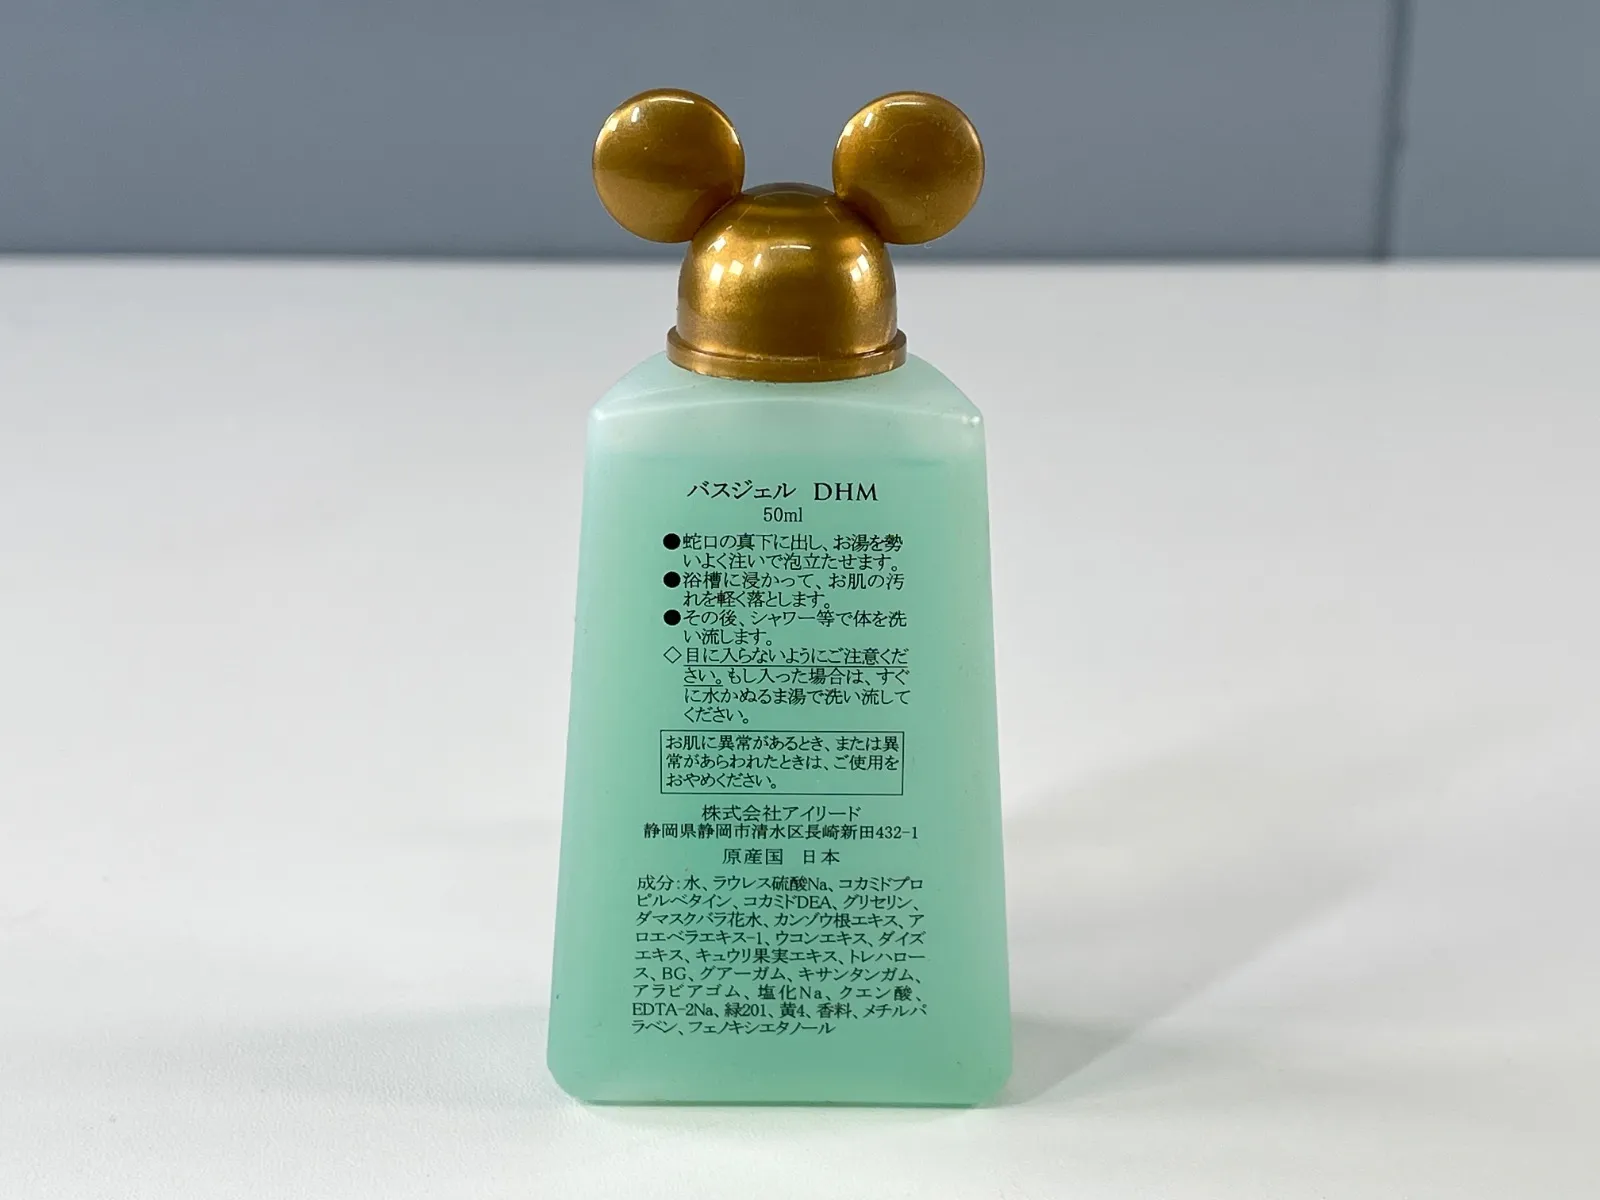 バスジェル DHM
50ml
●蛇口の真下に出し、お湯を勢
いよく注いで泡立たせます。
●浴槽に浸かって、お肌の汚
れを軽く落とします。
●その後、シャワー等で体を洗
い流します。
◇目に入らないようにご注意くだ
さい。もし入った場合は、すぐ
に水かぬるま湯で洗い流して
ください。
お肌に異常があるとき、または異
常があらわれたときは、ご使用を
おやめください。
株式会社アイリード
静岡県静岡市清水区長崎新田432-1
原産国 日本
成分:水、ラウレス硫酸Na、コカミドプロ
ピルベタイン、コカミドDEA、グリセリン、
ダマスクバラ花水、カンゾウ根エキス、ア
ロエベラエキス-1、ウコンエキス、ダイズ
エキス、キュウリ果実エキス、トレハロー
ス、BG、グアーガム、キサンタンガム、
アラビアゴム、塩化Na、クエン酸、
EDTA-2Na、緑201、黄4、香料、メチルパ
ラベン、フェノキシエタノール